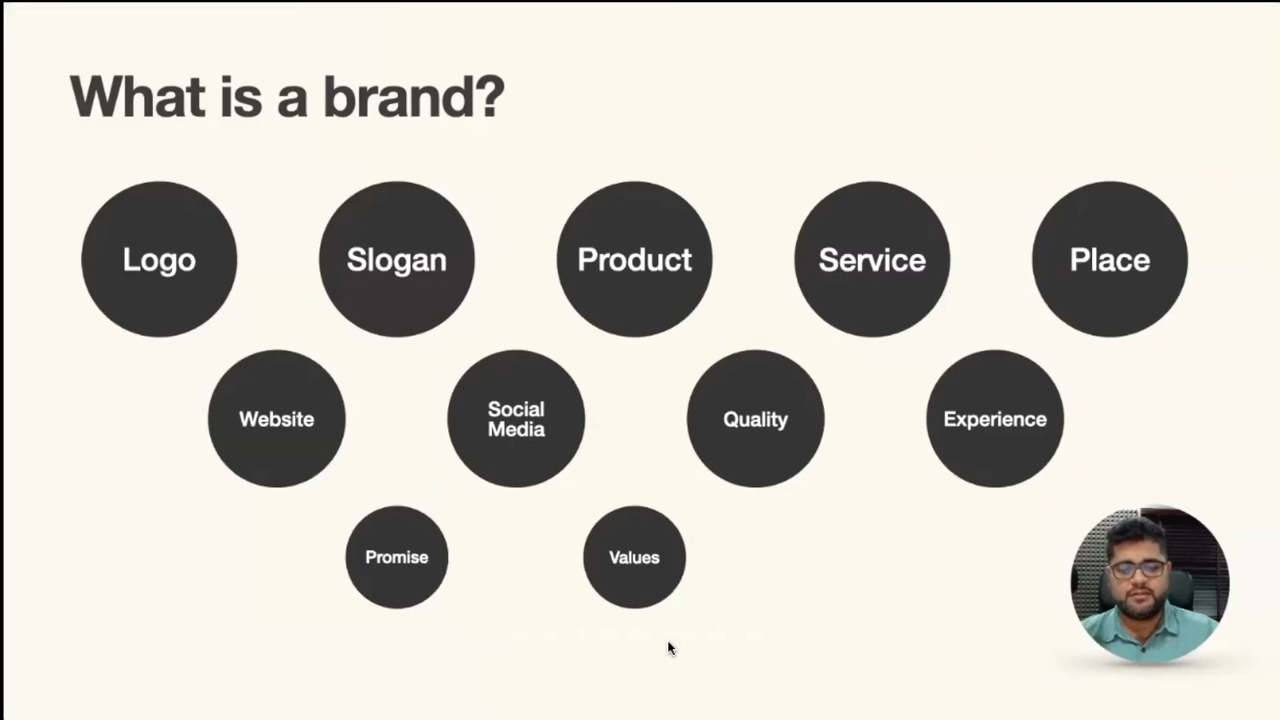 What is a brand?
Logo
Slogan
Product
Service
Place
Website
Social
Media
Quality
Experience
Promise
Values